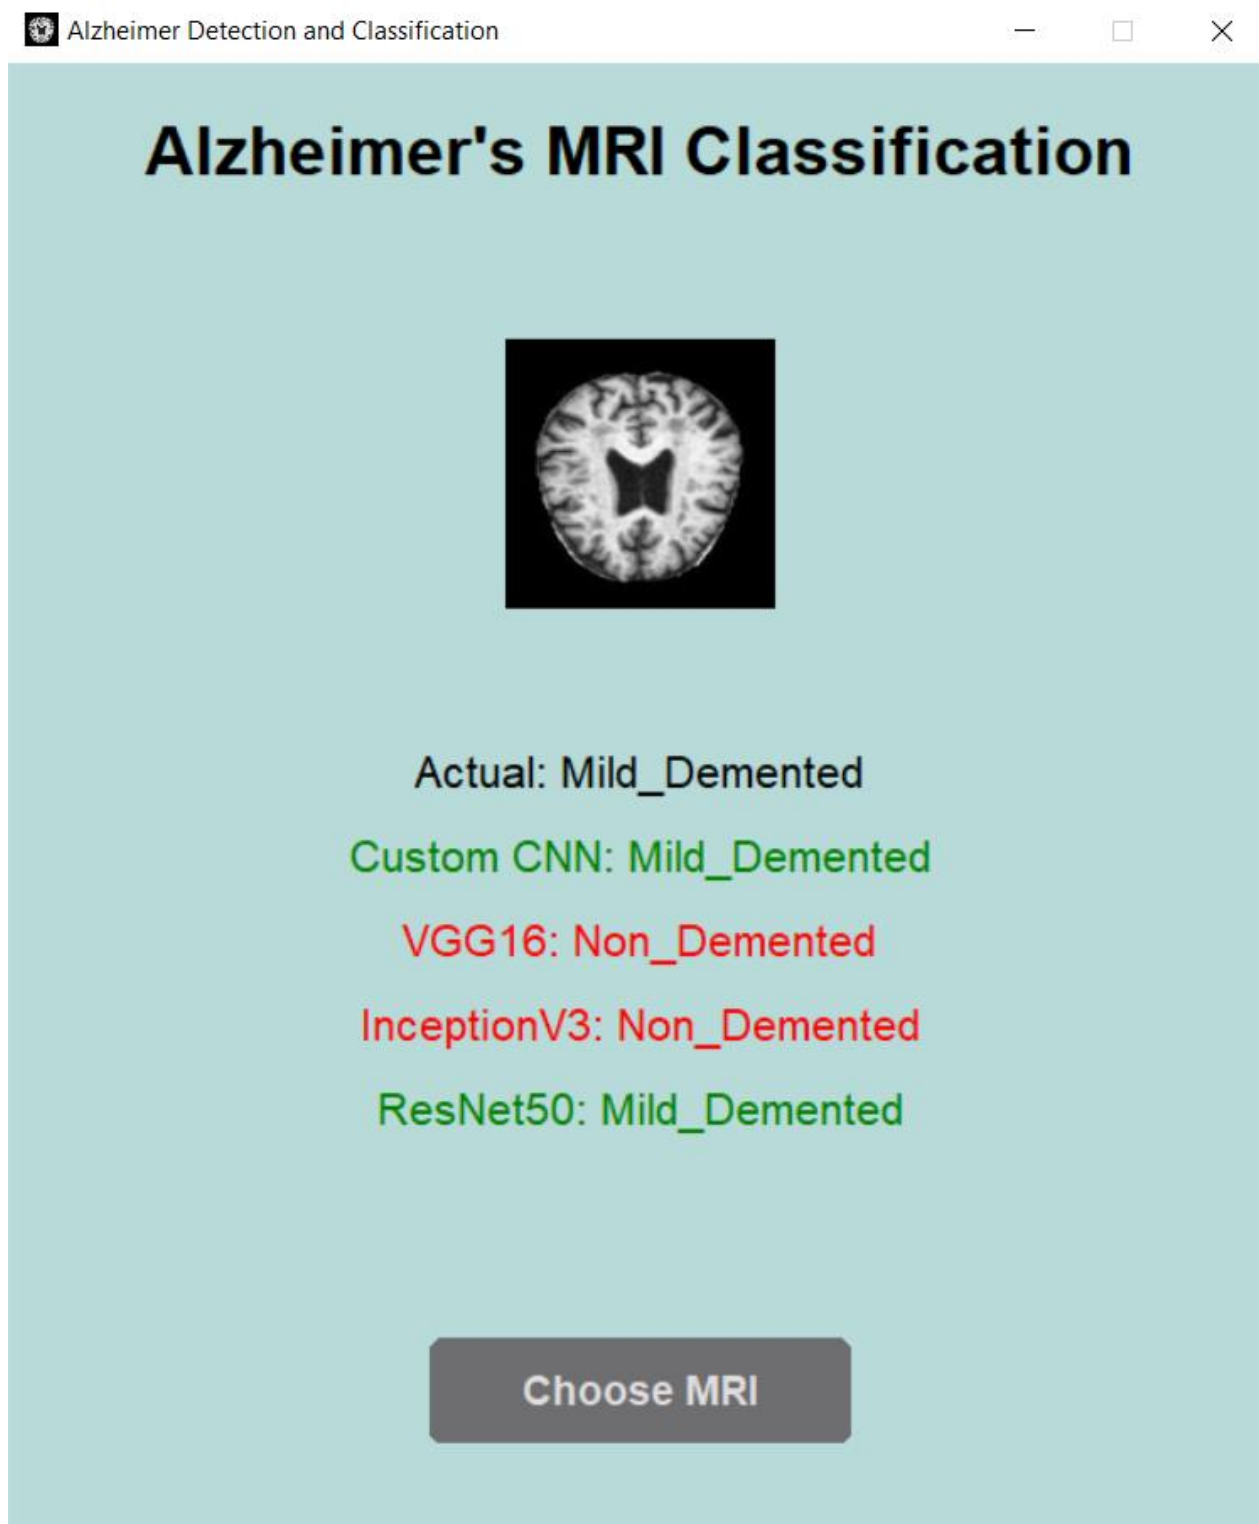 Alzheimer Detection and Classification
Alzheimer's MRI Classification
Actual: Mild_Demented
Custom CNN: Mild_Demented
VGG16: Non_Demented
InceptionV3: Non_Demented
ResNet50: Mild_Demented
Choose MRI